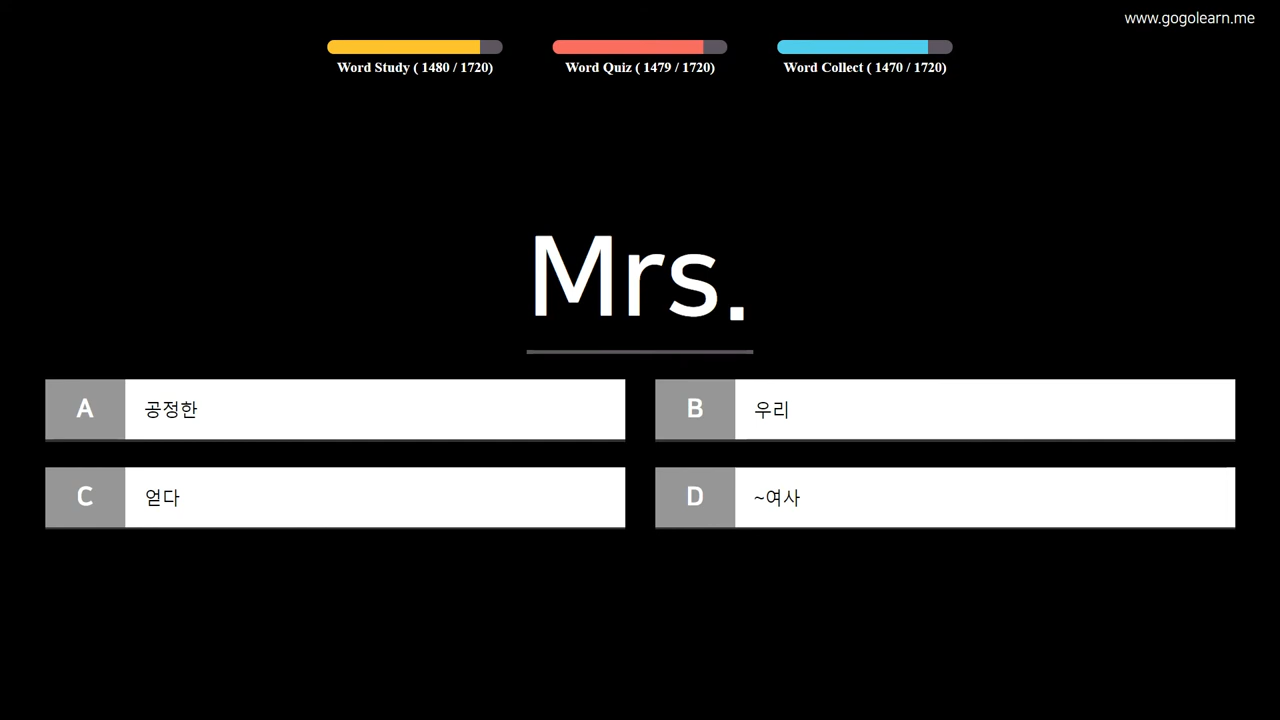 www.gogolearn.me
Word Study ( 1480 / 1720)
Word Quiz ( 1479 / 1720)
Word Collect ( 1470 / 1720)
Mrs.
A 공정한
B 우리
C 얻다
D ~여사